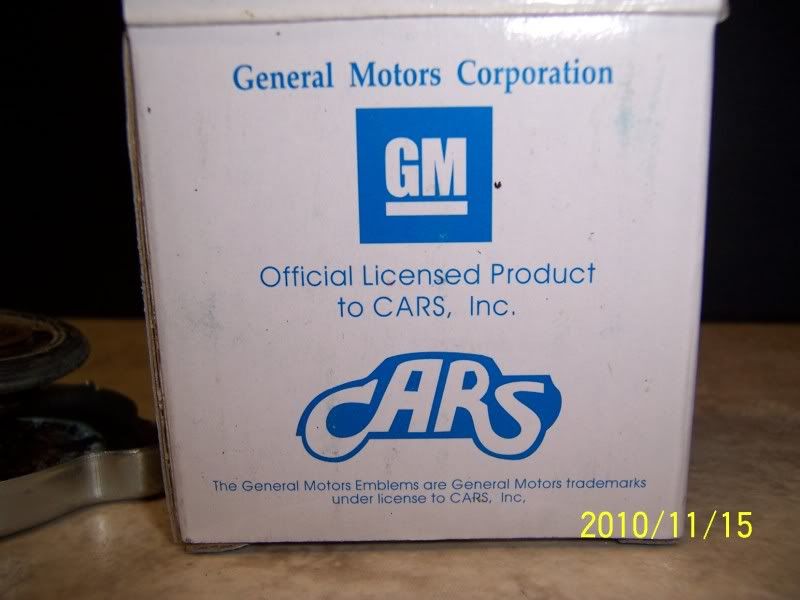 General Motors Corporation
GM
Official Licensed Product
to CARS, Inc.
CARS
The General Motors Emblems are General Motors trademarks
under license to CARS, Inc,
2010/11/15